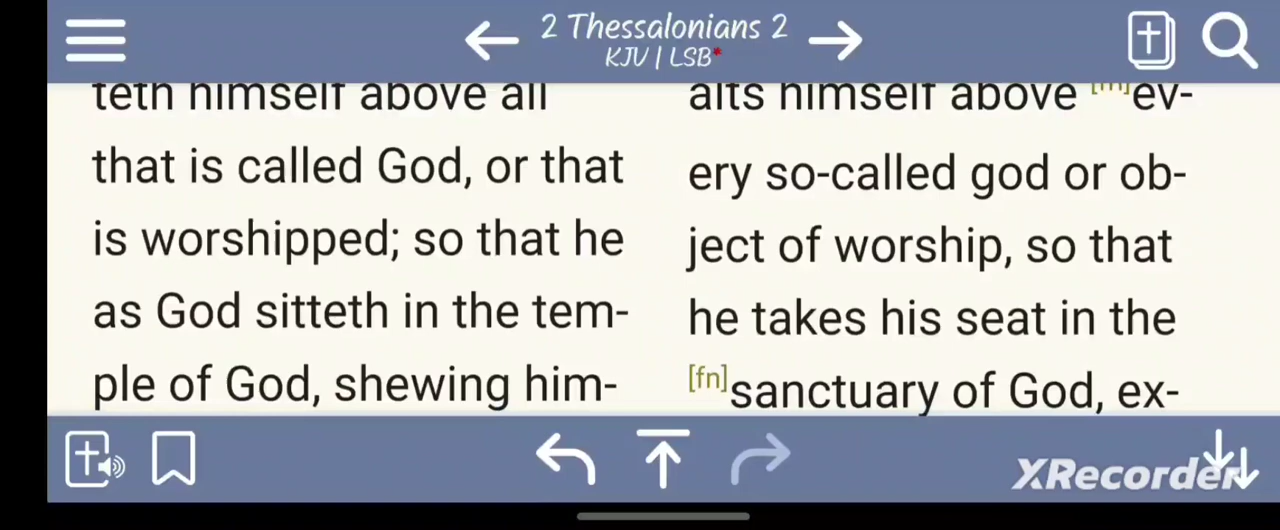 2 Thessalonians 2
KJV | LSB*
teth himself above all
that is called God, or that
is worshipped; so that he
as God sitteth in the tem-
ple of God, shewing him-
alts himself above [fn]ev-
ery so-called god or ob-
ject of worship, so that
he takes his seat in the
[fn]sanctuary of God, ex-
XRecorder